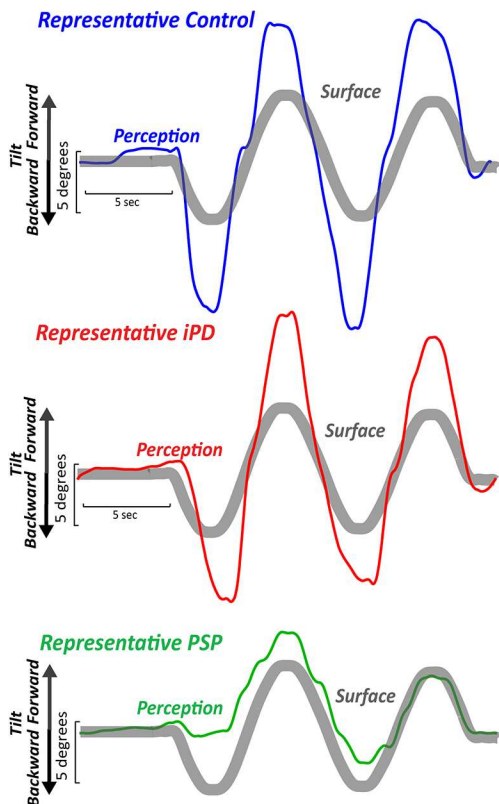 Representative Control
Surface
Perception
Tilt
Backward Forward
5 degrees
5 sec
Representative iPD
Surface
Perception
Tilt
Backward Forward
5 degrees
5 sec
Representative PSP
Surface
Perception
Tilt
Backward Forward
5 degrees